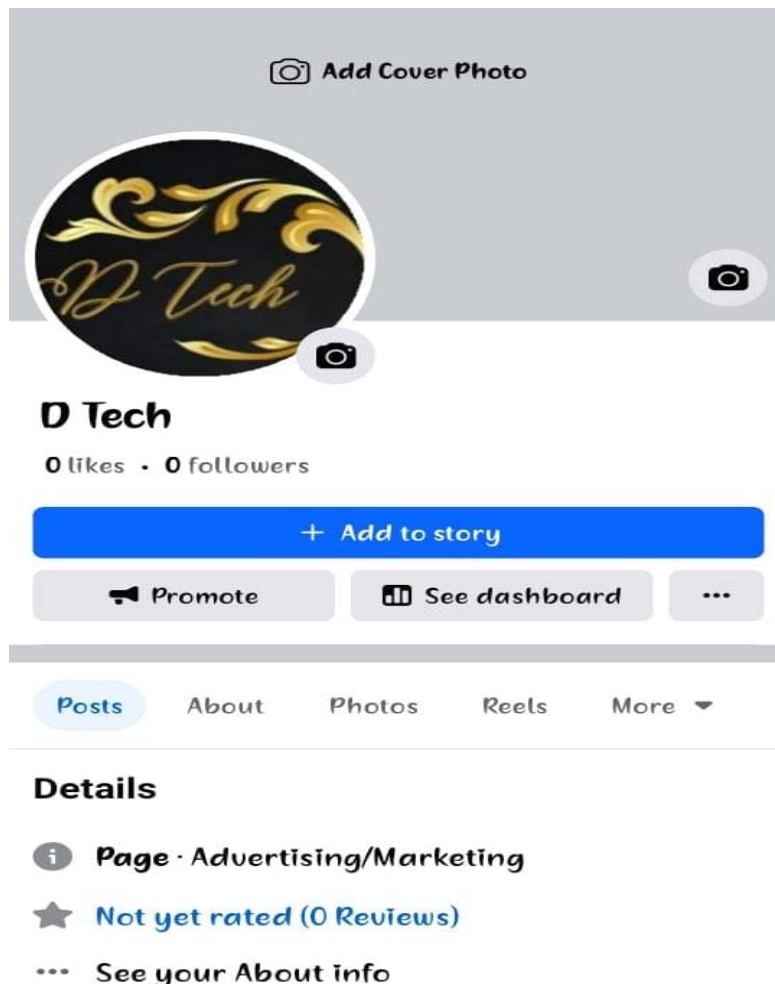 Add Cover Photo
D Tech
D Tech
0 likes · 0 followers
+ Add to story
Promote
See dashboard
Posts About Photos Reels More
Details
Page · Advertising/Marketing
Not yet rated (0 Reviews)
See your About info